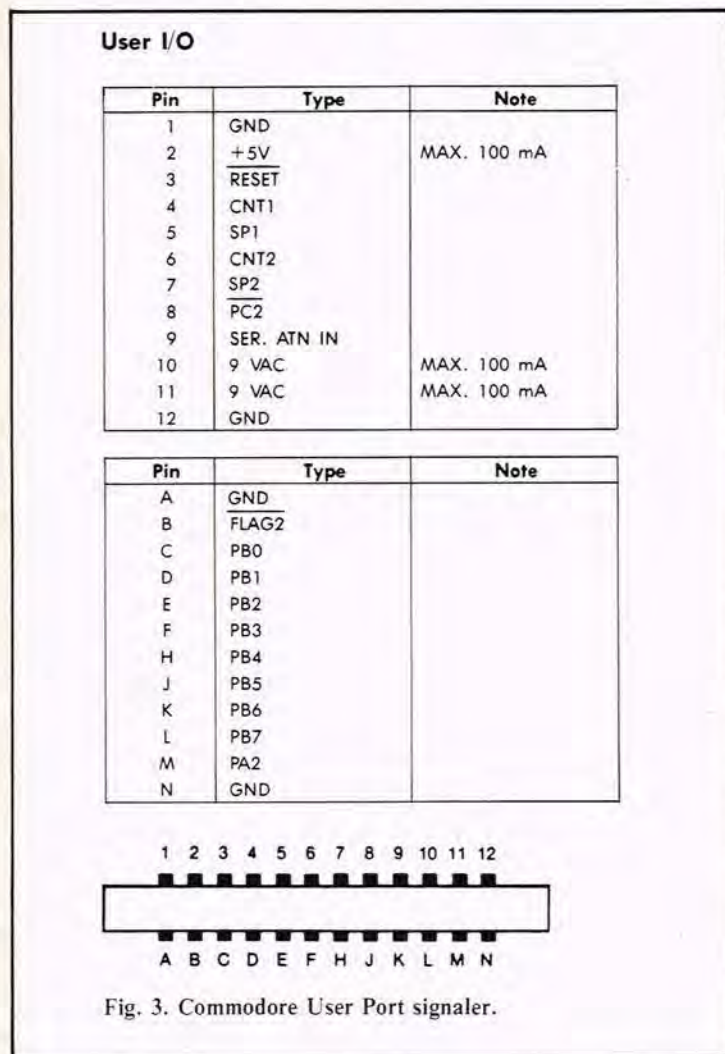 User I/O
Pin Type Note
1 GND
2 +5V MAX. 100 mA
3 RESET
4 CNT1
5 SP1
6 CNT2
7 SP2
8 PC2
9 SER. ATN IN
10 9 VAC MAX. 100 mA
11 9 VAC MAX. 100 mA
12 GND
Pin Type Note
A GND
B FLAG2
C PB0
D PB1
E PB2
F PB3
H PB4
J PB5
K PB6
L PB7
M PA2
N GND
1 2 3 4 5 6 7 8 9 10 11 12
A B C D E F H J K L M N
Fig. 3. Commodore User Port signaler.